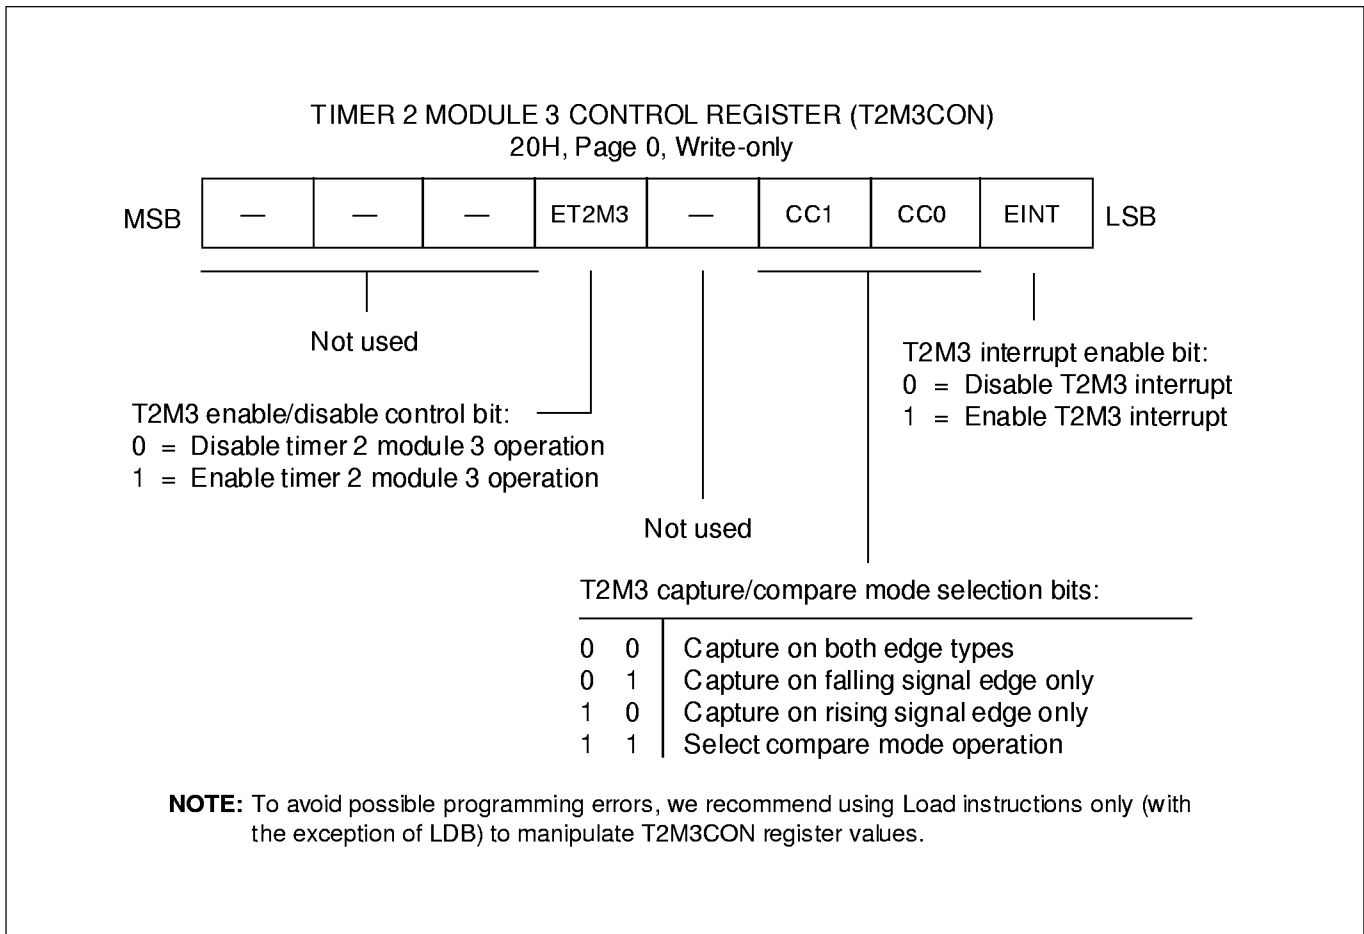 TIMER 2 MODULE 3 CONTROL REGISTER (T2M3CON)
20H, Page 0, Write-only
MSB — — — ET2M3 — CC1 CC0 EINT LSB
Not used
T2M3 interrupt enable bit:
0 = Disable T2M3 interrupt
1 = Enable T2M3 interrupt
T2M3 enable/disable control bit:
0 = Disable timer 2 module 3 operation
1 = Enable timer 2 module 3 operation
Not used
T2M3 capture/compare mode selection bits:
0 0 Capture on both edge types
0 1 Capture on falling signal edge only
1 0 Capture on rising signal edge only
1 1 Select compare mode operation
NOTE: To avoid possible programming errors, we recommend using Load instructions only (with
the exception of LDB) to manipulate T2M3CON register values.